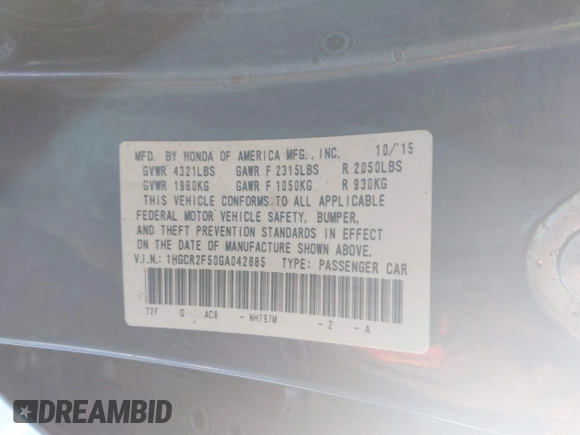 MFD. BY HONDA OF AMERICA MFG., INC. 10/'15
GVWR 4321LBS GAWR F 2315LBS R 2050LBS
GVWR 1960KG GAWR F 1050KG R 930KG
THIS VEHICLE CONFORMS TO ALL APPLICABLE
FEDERAL MOTOR VEHICLE SAFETY, BUMPER,
AND THEFT PREVENTION STANDARDS IN EFFECT
ON THE DATE OF MANUFACTURE SHOWN ABOVE.
V.I.N.: 1HGCR2F50GA042885 TYPE: PASSENGER CAR
T2F G AC8 - NH797M - 2 - A
DREAMBID